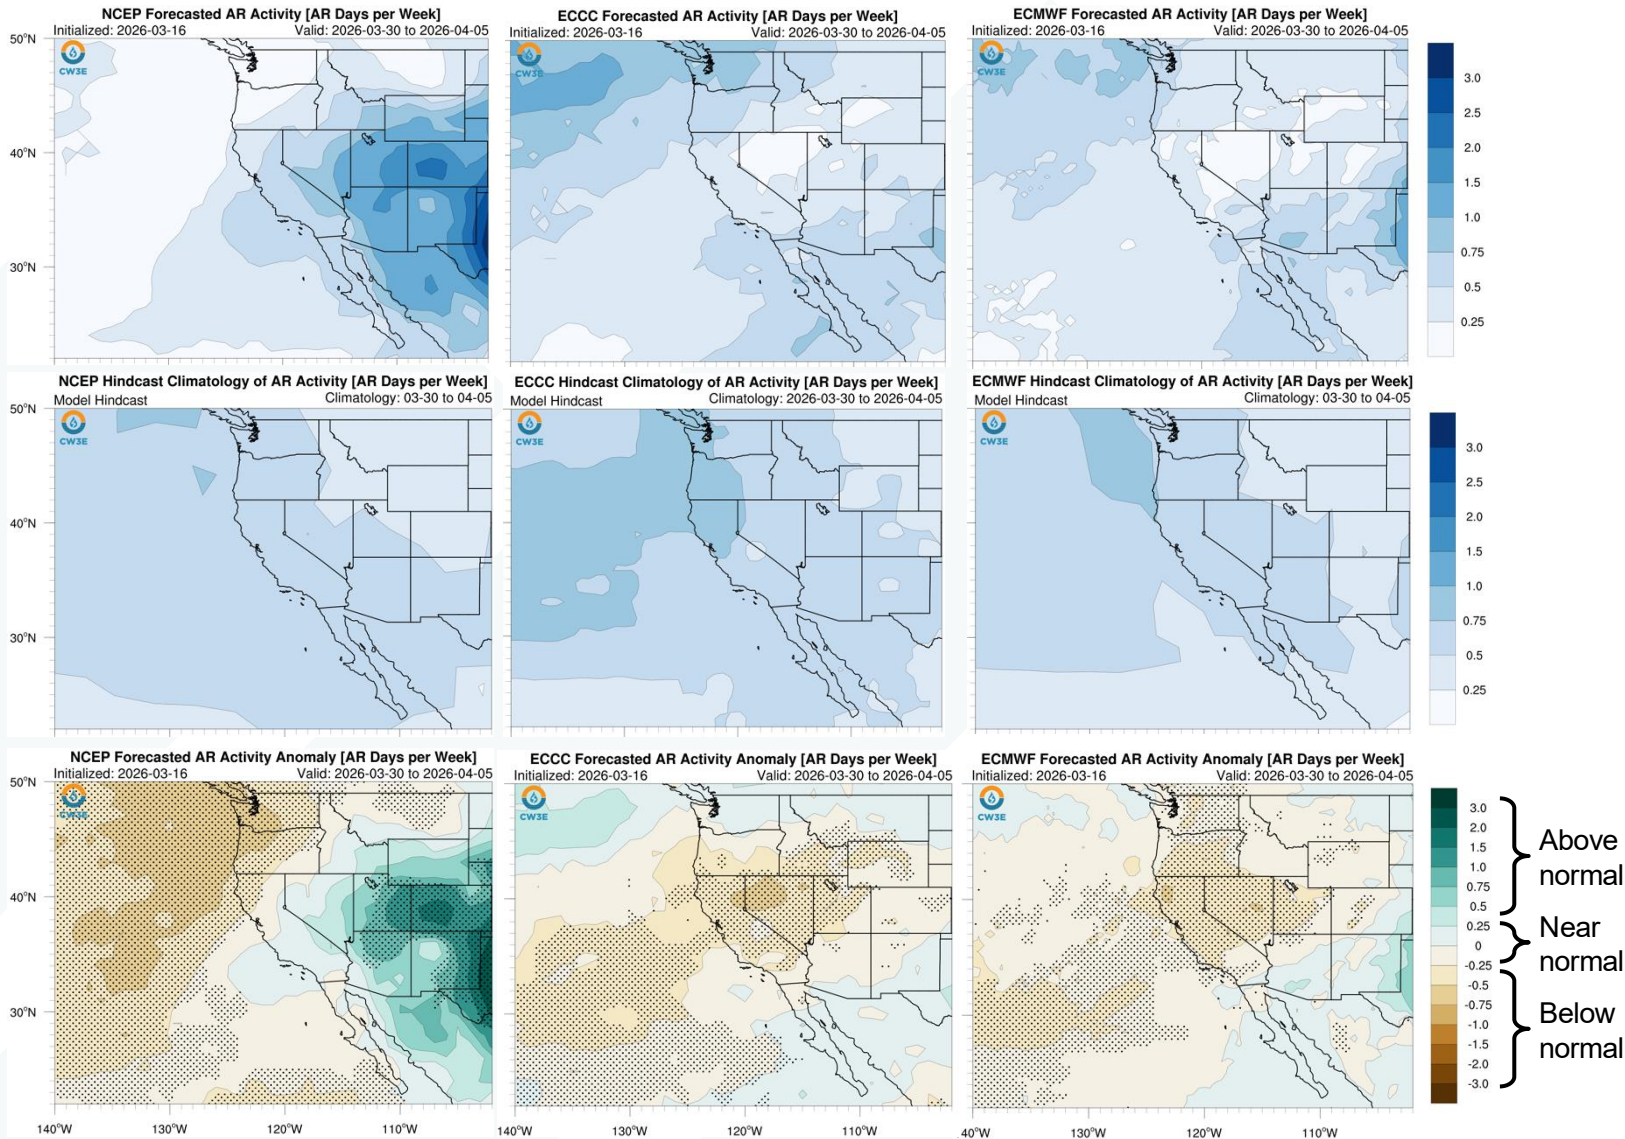 NCEP Forecasted AR Activity [AR Days per Week]
Initialized: 2026-03-16 Valid: 2026-03-30 to 2026-04-05
ECCC Forecasted AR Activity [AR Days per Week]
Initialized: 2026-03-16 Valid: 2026-03-30 to 2026-04-05
ECMWF Forecasted AR Activity [AR Days per Week]
Initialized: 2026-03-16 Valid: 2026-03-30 to 2026-04-05
50°N
40°N
30°N
CW3E
CW3E
CW3E
3.0
2.5
2.0
1.5
1.0
0.75
0.5
0.25
140°W
130°W
120°W
110°W
NCEP Hindcast Climatology of AR Activity [AR Days per Week]
Model Hindcast Climatology: 03-30 to 04-05
ECCC Hindcast Climatology of AR Activity [AR Days per Week]
Model Hindcast Climatology: 2026-03-30 to 2026-04-05
ECMWF Hindcast Climatology of AR Activity [AR Days per Week]
Model Hindcast Climatology: 03-30 to 04-05
50°N
40°N
30°N
CW3E
CW3E
CW3E
3.0
2.5
2.0
1.5
1.0
0.75
0.5
0.25
NCEP Forecasted AR Activity Anomaly [AR Days per Week]
Initialized: 2026-03-16 Valid: 2026-03-30 to 2026-04-05
ECCC Forecasted AR Activity Anomaly [AR Days per Week]
Initialized: 2026-03-16 Valid: 2026-03-30 to 2026-04-05
ECMWF Forecasted AR Activity Anomaly [AR Days per Week]
Initialized: 2026-03-16 Valid: 2026-03-30 to 2026-04-05
50°N
40°N
30°N
CW3E
CW3E
CW3E
3.0
2.0
1.5
1.0
0.75
0.5
0.25
0
-0.25
-0.5
-0.75
-1.0
-1.5
-2.0
-3.0
Above
normal
Near
normal
Below
normal
140°W
130°W
120°W
110°W
40°W
130°W
120°W
110°W
40°W
130°W
120°W
110°W